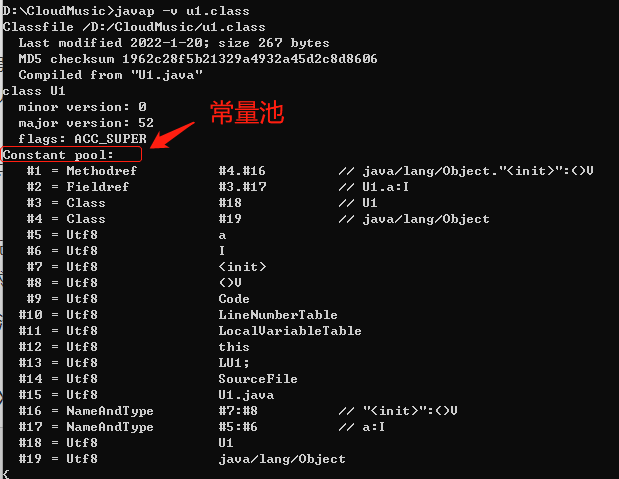 D:\CloudMusic>javap -v u1.class
Classfile /D:/CloudMusic/u1.class
Last modified 2022-1-20; size 267 bytes
MD5 checksum 1962c28f5b21329a4932a45d2c8d8606
Compiled from "U1.java"
class U1
minor version: 0
major version: 52
flags: ACC_SUPER
常量池
Constant pool:
#1 = Methodref #4.#16 // java/lang/Object."<init>":()V
#2 = Fieldref #3.#17 // U1.a:I
#3 = Class #18 // U1
#4 = Class #19 // java/lang/Object
#5 = Utf8 a
#6 = Utf8 I
#7 = Utf8 <init>
#8 = Utf8 ()V
#9 = Utf8 Code
#10 = Utf8 LineNumberTable
#11 = Utf8 LocalVariableTable
#12 = Utf8 this
#13 = Utf8 LU1;
#14 = Utf8 SourceFile
#15 = Utf8 U1.java
#16 = NameAndType #7:#8 // "<init>":()V
#17 = NameAndType #5:#6 // a:I
#18 = Utf8 U1
#19 = Utf8 java/lang/Object
{